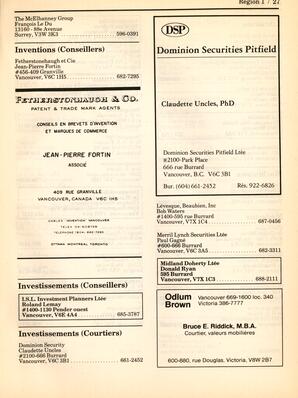 Région 1 / 27
The McElhanney Group
François Le Du
13160 - 88e Avenue
Surrey, V3W 3K3 596-0391
Inventions (Conseillers)
Fetherstonhaugh et Cie
Jean-Pierre Fortin
#456-409 Granville
Vancouver, V6C 1H5 682-7295
FETHERSTONHAUGH & CO.
PATENT & TRADE MARK AGENTS
CONSEILS EN BREVETS D'INVENTION
ET MARQUES DE COMMERCE
JEAN-PIERRE FORTIN
ASSOCIÉ
409 RUE GRANVILLE
VANCOUVER, CANADA V6C 1H5
OTTAWA, MONTREAL, TORONTO
Investissements (Conseillers)
I.S.L. Investment Planners Ltée
Roland Lemay
#1400-1130 Pender ouest
Vancouver, V6E 4A4 685-3787
Investissements (Courtiers)
Dominion Security
Claudette Uncles
#2100-666 Burrard
Vancouver, V6C 3B1 661-2452
DSP
Dominion Securities Pitfield
Claudette Uncles, PhD
Dominion Securities Pitfield Ltée
#2100-Park Place
666 rue Burrard
Vancouver, B.C. V6C 3B1
Bur. (604) 661-2452 Rés. 922-6826
Lévesque, Beaubien, Inc
Bob Waters
#1400-595 rue Burrard
Vancouver, V7X 1C4 687-0456
Merril Lynch Securities Ltée
Paul Gagné
#600-666 Burrard
Vancouver, V6C 3A5 682-3311
Midland Doherty Ltée
Donald Ryan
595 Burrard
Vancouver, V7X 1C3 688-2111
Odlum
Brown
Vancouver 669-1600 loc. 340
Victoria 386-7777
Bruce E. Riddick, M.B.A.
Courtier, valeurs mobilières
600-880, rue Douglas, Victoria, V8W 2B7